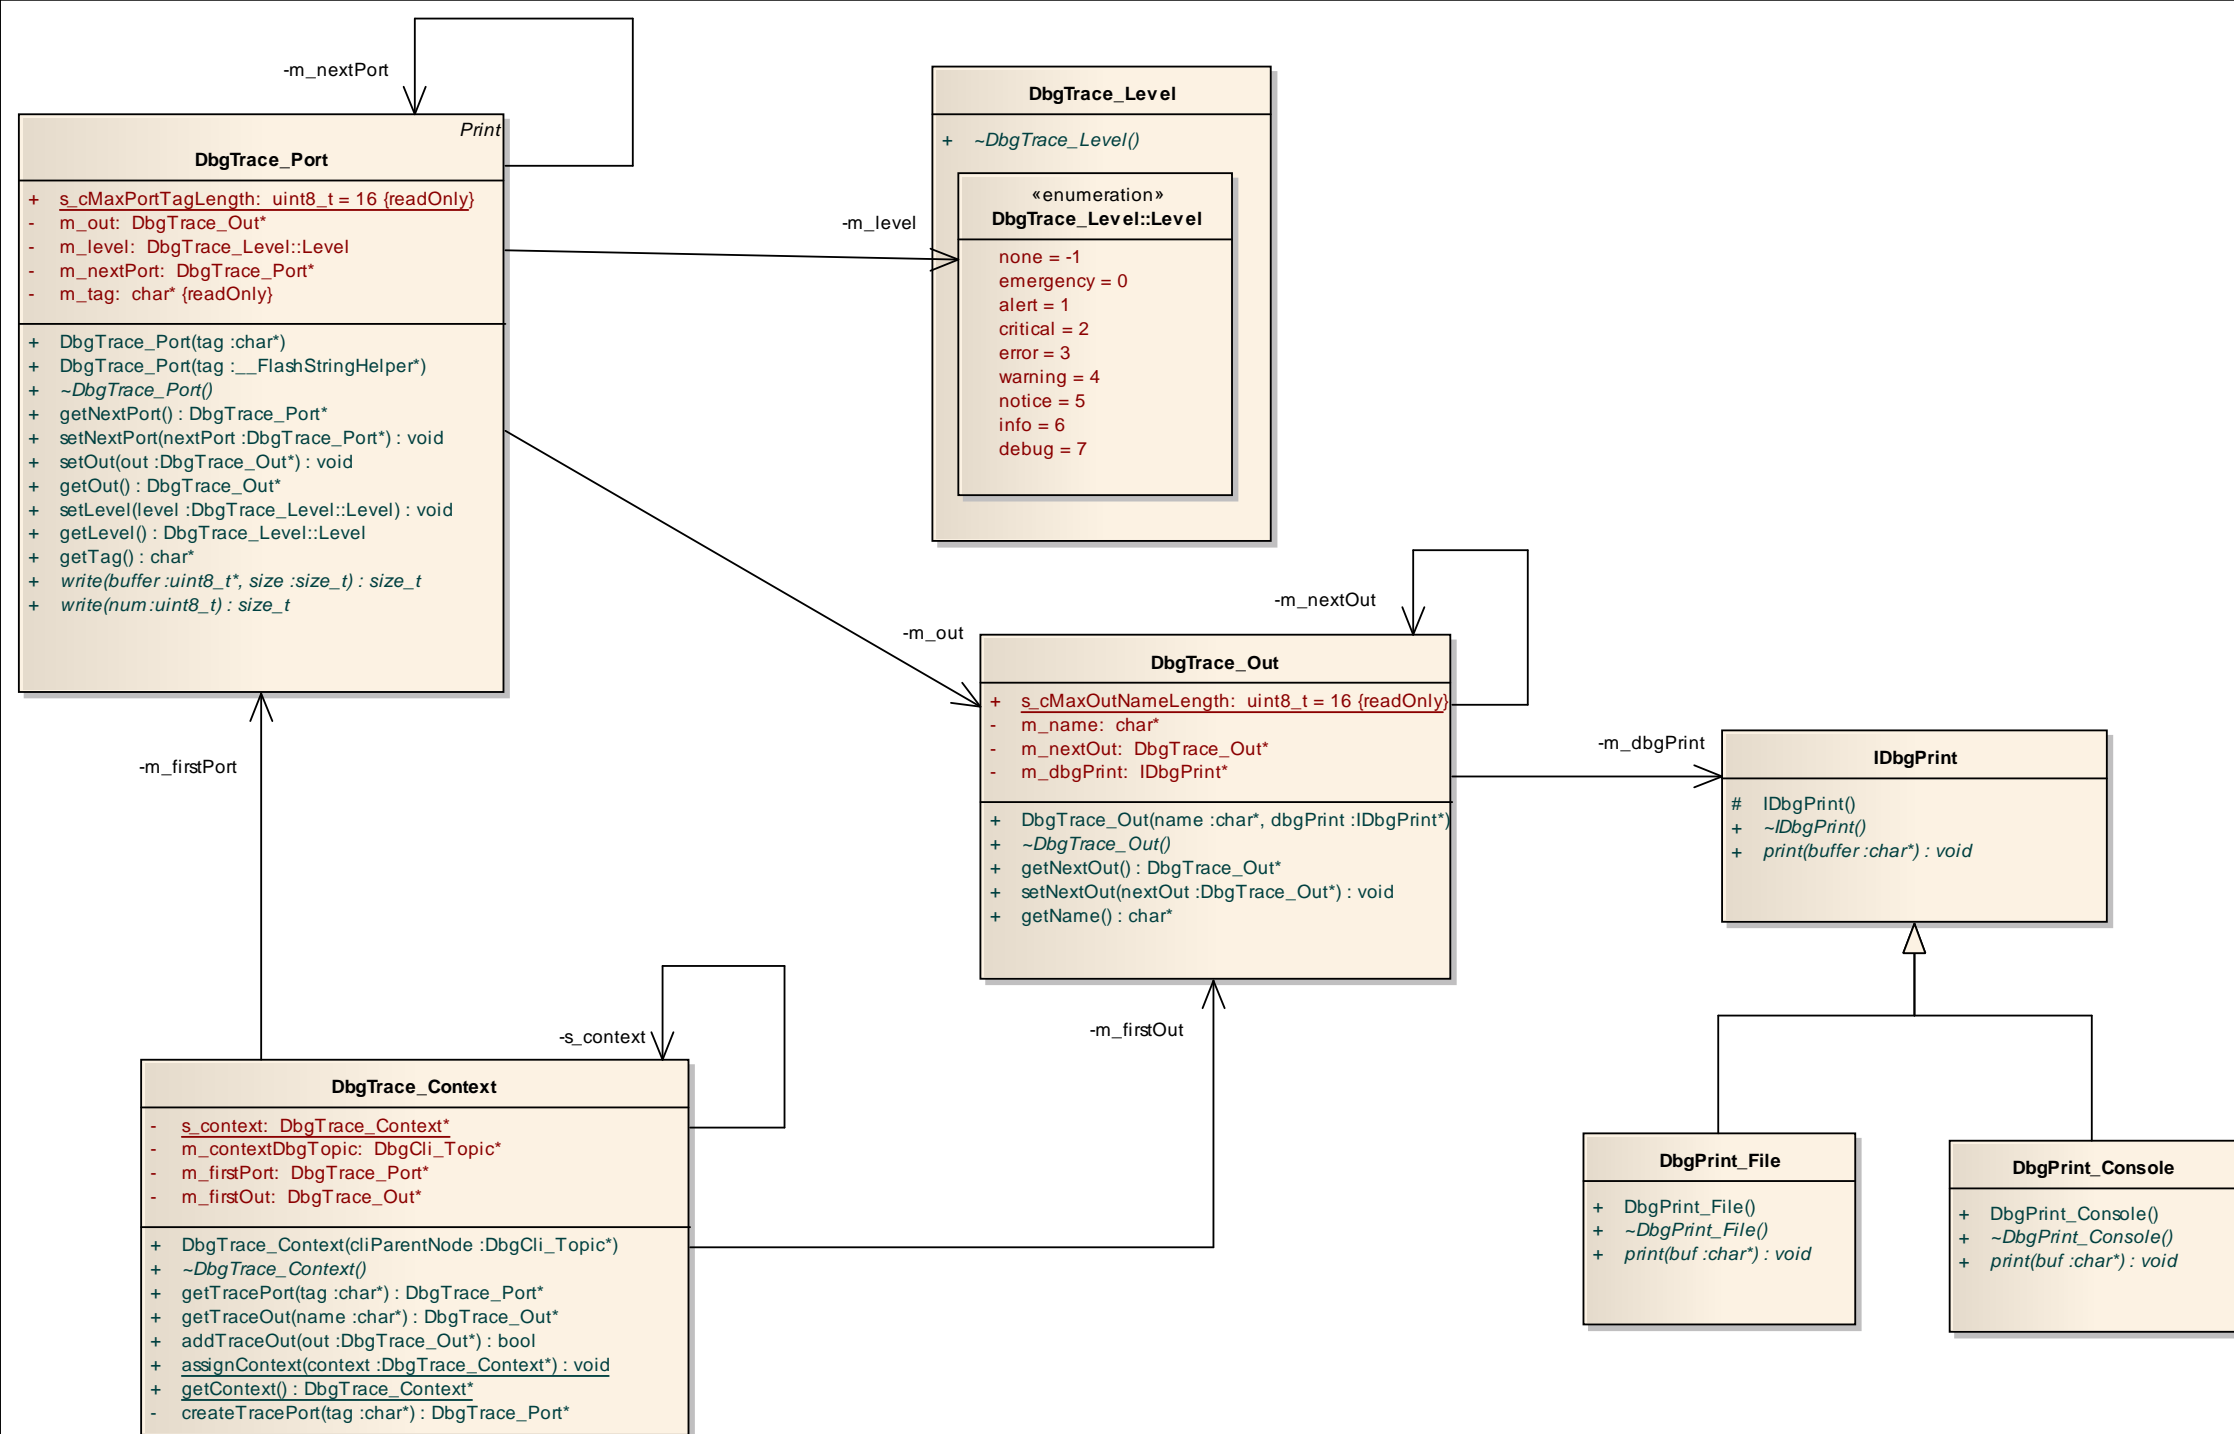 -m_nextPort
Print
DbgTrace_Port
+ s_cMaxPortTagLength: uint8_t = 16 {readOnly}
- m_out: DbgTrace_Out*
- m_level: DbgTrace_Level::Level
- m_nextPort: DbgTrace_Port*
- m_tag: char* {readOnly}
+ DbgTrace_Port(tag :char*)
+ DbgTrace_Port(tag :__FlashStringHelper*)
+ ~DbgTrace_Port()
+ getNextPort() : DbgTrace_Port*
+ setNextPort(nextPort :DbgTrace_Port*) : void
+ setOut(out :DbgTrace_Out*) : void
+ getOut() : DbgTrace_Out*
+ setLevel(level :DbgTrace_Level::Level) : void
+ getLevel() : DbgTrace_Level::Level
+ getTag() : char*
+ write(buffer :uint8_t*, size :size_t) : size_t
+ write(num :uint8_t) : size_t
-m_level
DbgTrace_Level
+ ~DbgTrace_Level()
«enumeration»
DbgTrace_Level::Level
none = -1
emergency = 0
alert = 1
critical = 2
error = 3
warning = 4
notice = 5
info = 6
debug = 7
-m_out
-m_nextOut
DbgTrace_Out
+ s_cMaxOutNameLength: uint8_t = 16 {readOnly}
- m_name: char*
- m_nextOut: DbgTrace_Out*
- m_dbgPrint: IDbgPrint*
+ DbgTrace_Out(name :char*, dbgPrint :IDbgPrint*)
+ ~DbgTrace_Out()
+ getNextOut() : DbgTrace_Out*
+ setNextOut(nextOut :DbgTrace_Out*) : void
+ getName() : char*
-m_dbgPrint
IDbgPrint
# IDbgPrint()
+ ~IDbgPrint()
+ print(buffer :char*) : void
-m_firstPort
-s_context
-m_firstOut
DbgTrace_Context
- s_context: DbgTrace_Context*
- m_contextDbgTopic: DbgCli_Topic*
- m_firstPort: DbgTrace_Port*
- m_firstOut: DbgTrace_Out*
+ DbgTrace_Context(cliParentNode :DbgCli_Topic*)
+ ~DbgTrace_Context()
+ getTracePort(tag :char*) : DbgTrace_Port*
+ getTraceOut(name :char*) : DbgTrace_Out*
+ addTraceOut(out :DbgTrace_Out*) : bool
+ assignContext(context :DbgTrace_Context*) : void
+ getContext() : DbgTrace_Context*
- createTracePort(tag :char*) : DbgTrace_Port*
DbgPrint_File
+ DbgPrint_File()
+ ~DbgPrint_File()
+ print(buf :char*) : void
DbgPrint_Console
+ DbgPrint_Console()
+ ~DbgPrint_Console()
+ print(buf :char*) : void